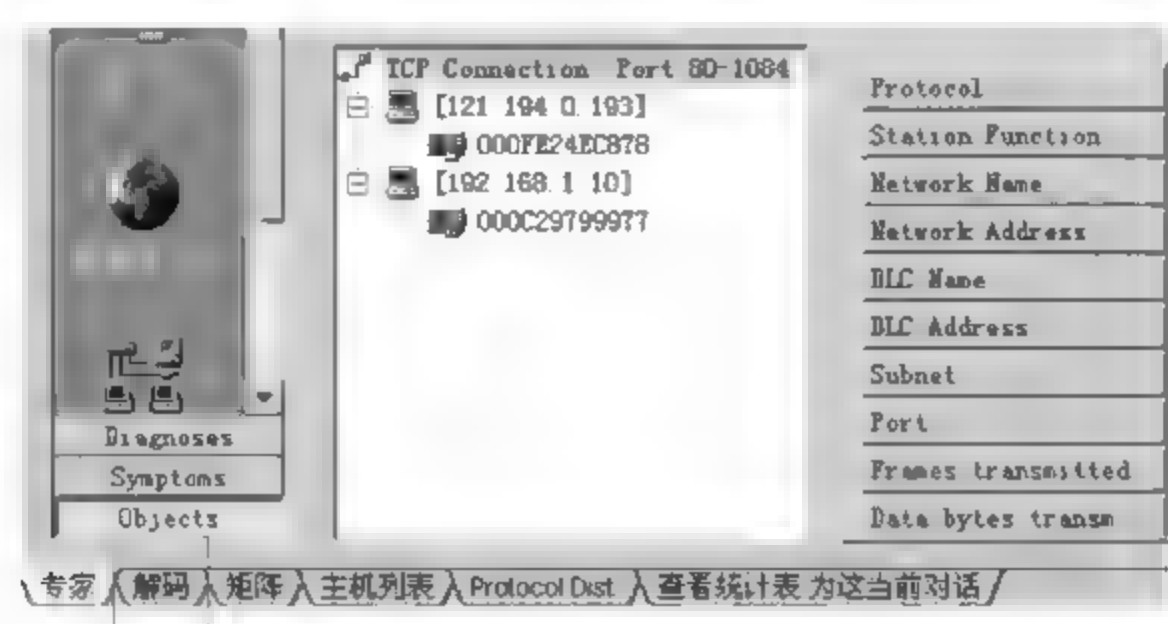 TCP Connection Port 80-1084
[121 194 0.193]
000FE24EC878
[192 168.1 10]
000C29799977
Diagnoses
Symptoms
Objects
Protocol
Station Function
Network Name
Network Address
DLC Name
DLC Address
Subnet
Port
Frames transmitted
Data bytes transm
专家 解码 矩阵 主机列表 Protocol Dist. 查看统计表 为这当前对话